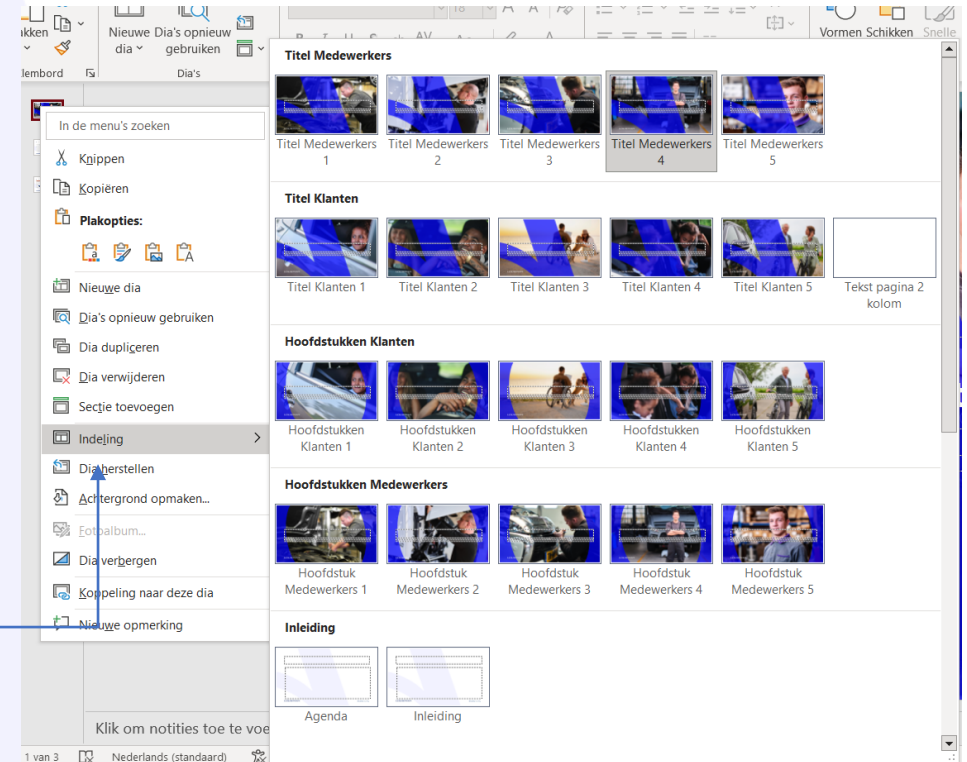 18
Nieuwe Dia's opnieuw
Vormen Schikken Snelle
dia gebruiken
Dia's
Titel Medewerkers
In de menu's zoeken
Titel Medewerkers 1
Titel Medewerkers 2
Titel Medewerkers 3
Titel Medewerkers 4
Titel Medewerkers 5
Knippen
Kopiëren
Plakopties:
Titel Klanten
Titel Klanten 1
Titel Klanten 2
Titel Klanten 3
Titel Klanten 4
Titel Klanten 5
Tekst pagina 2
kolom
Nieuwe dia
Dia's opnieuw gebruiken
Dia dupliceren
Dia verwijderen
Sectie toevoegen
Indeling
Dia herstellen
Achtergrond opmaken...
Fotoalbum...
Dia verbergen
Koppeling naar deze dia
Nieuwe opmerking
Hoofdstukken Klanten
Hoofdstukken
Klanten 1
Hoofdstukken
Klanten 2
Hoofdstukken
Klanten 3
Hoofdstukken
Klanten 4
Hoofdstukken
Klanten 5
Hoofdstukken Medewerkers
Hoofdstuk
Medewerkers 1
Hoofdstuk
Medewerkers 2
Hoofdstuk
Medewerkers 3
Hoofdstuk
Medewerkers 4
Hoofdstuk
Medewerkers 5
Inleiding
Agenda
Inleiding
Klik om notities toe te voe
1 van 3
Nederlands (standaard)